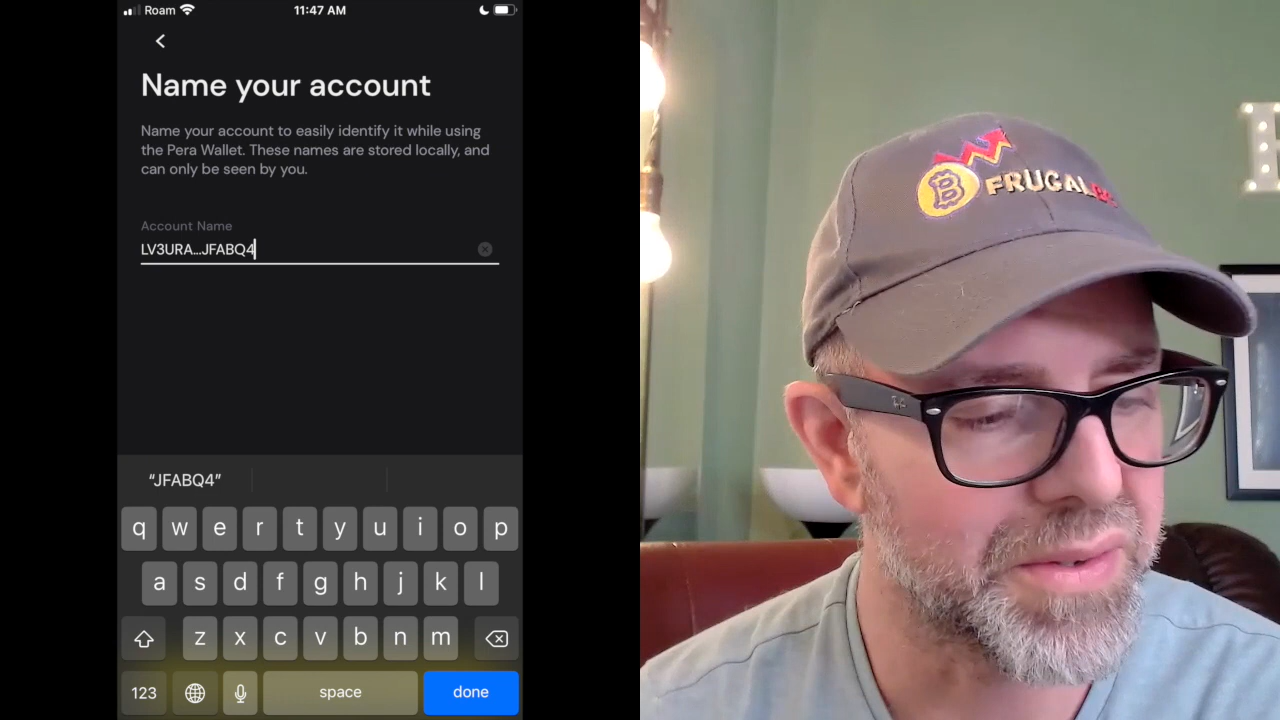 Roam
11:47 AM
Name your account
Name your account to easily identify it while using
the Pera Wallet. These names are stored locally, and
can only be seen by you.
Account Name
LV3URA...JFABQ4
“JFABQ4”
q w e r t y u i o p
a s d f g h j k l
z x c v b n m
123 space done
B FRUGAL
Ray-Ban